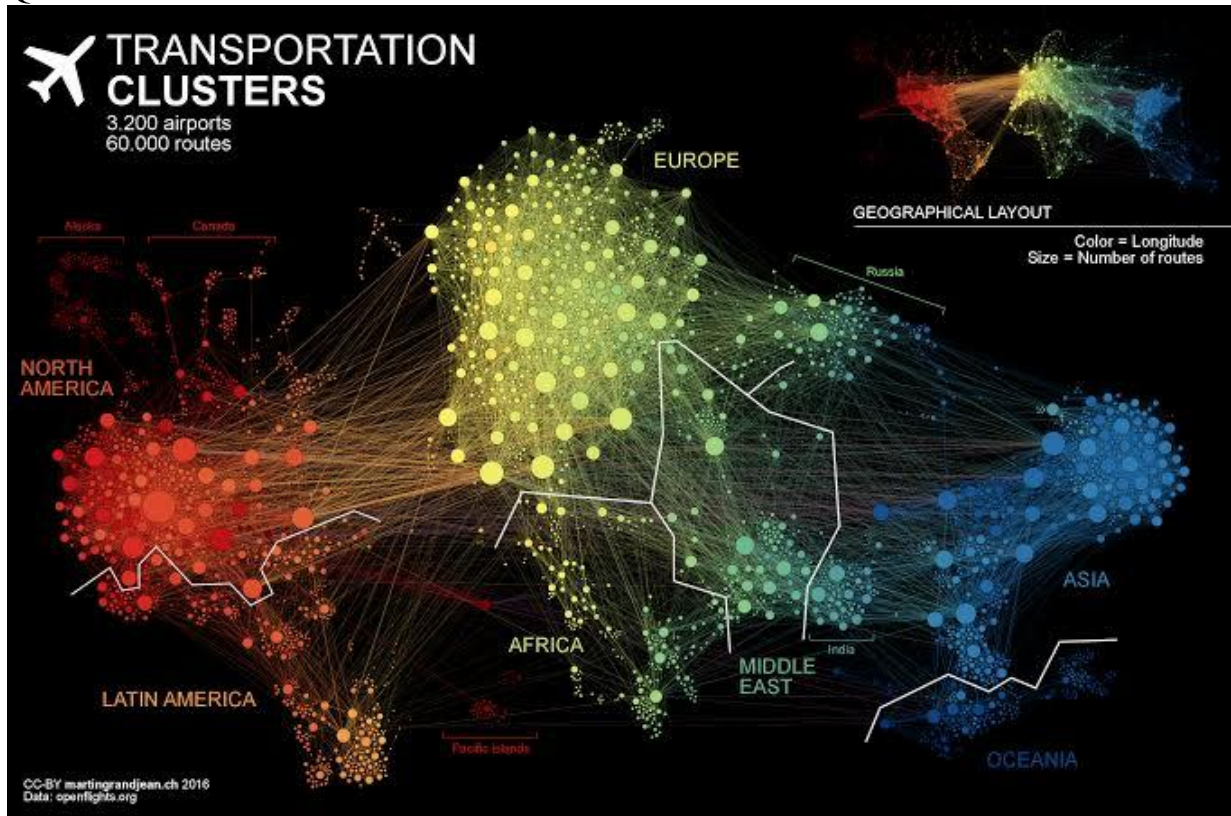 TRANSPORTATION
CLUSTERS
3.200 airports
60.000 routes
EUROPE
GEOGRAPHICAL LAYOUT
Color = Longitude
Size = Number of routes
Alaska
Canada
Russia
NORTH
AMERICA
ASIA
AFRICA
India
MIDDLE
EAST
LATIN AMERICA
Pacific Islands
OCEANIA
CC-BY martingrandjean.ch 2016
Data: openflights.org